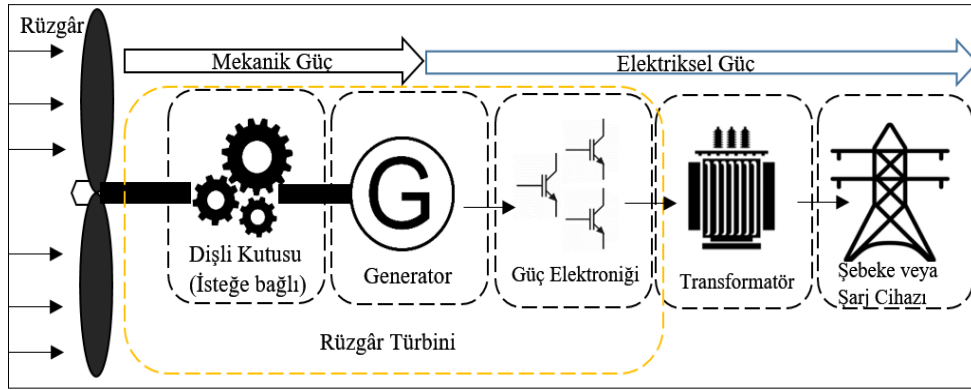 Rüzgâr
Mekanik Güç
Elektriksel Güç
G
Dişli Kutusu
(İsteğe bağlı)
Generator
Güç Elektroniği
Transformatör
Şebeke veya
Şarj Cihazı
Rüzgâr Türbini